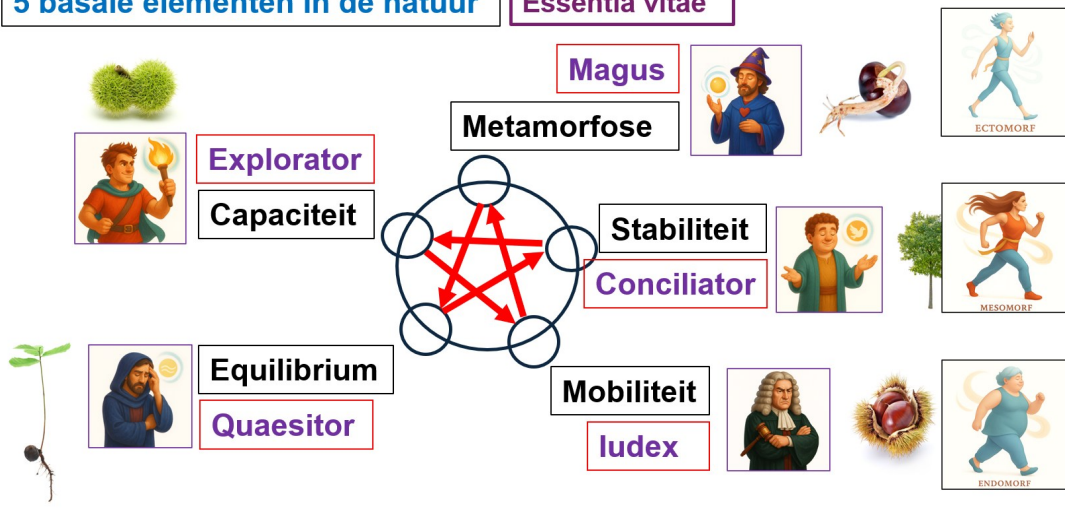 5 basale elementen in de natuur
Essentia vitae
Magus
Metamorfose
ECTOMORF
Explorator
Capaciteit
Stabiliteit
Conciliator
MESOMORF
Equilibrium
Quaesitor
Mobiliteit
Iudex
ENDOMORF